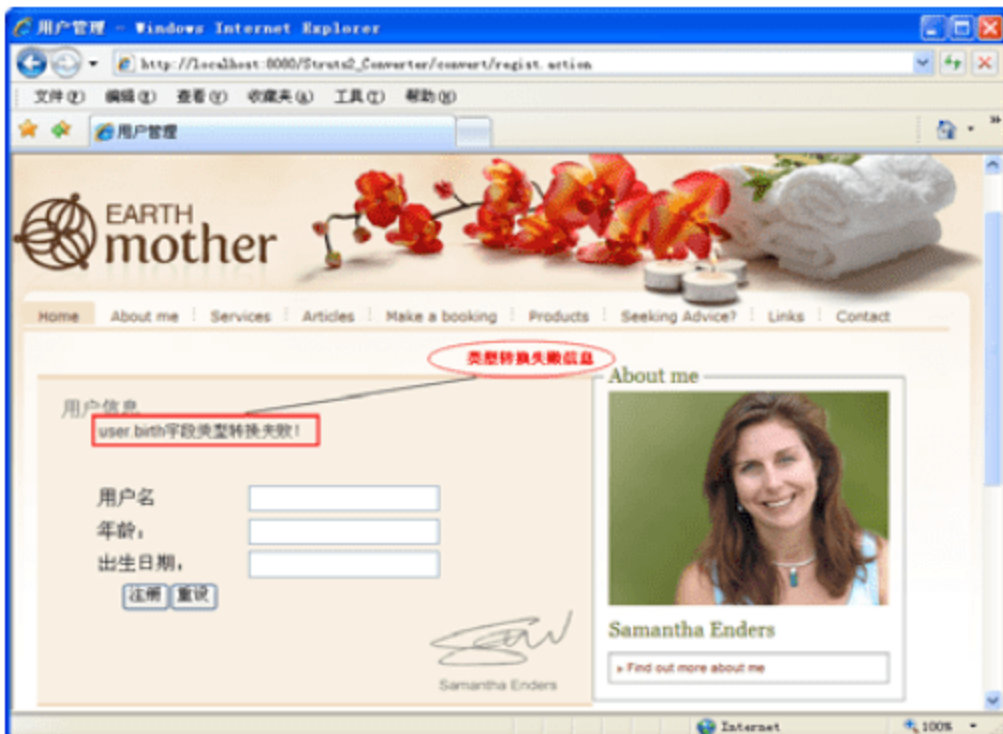 用户管理 - Windows Internet Explorer
http://localhost:8080/Struts2_Converter/convert/regist.action
文件(F) 编辑(E) 查看(V) 收藏夹(A) 工具(T) 帮助(H)
用户管理
EARTH
mother
Home About me Services Articles Make a booking Products Seeking Advice? Links Contact
类型转换失败信息
About me
用户信息
user.birth字段类型转换失败!
用户名
年龄:
出生日期:
注册 重设
Samantha Enders
Samantha Enders
» Find out more about me
Internet 100%